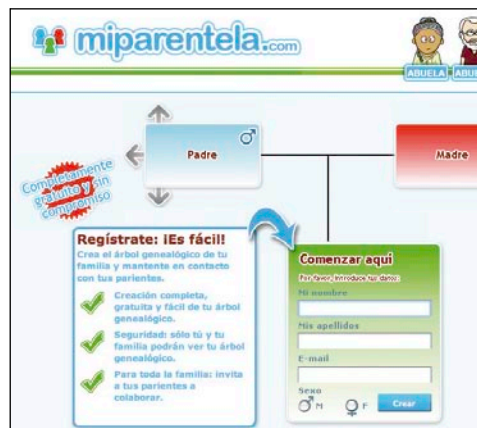 miparentela.com
ABUELA ABUE
Padre
Madre
Completamente
gratuito y sin
compromiso
Regístrate: ¡Es fácil!
Crea el árbol genealógico de tu
familia y mantente en contacto
con tus parientes.
Creación completa,
gratuita y fácil de tu árbol
genealógico.
Seguridad: sólo tú y tu
familia podrán ver tu árbol
genealógico.
Para toda la familia: invita
a tus parientes a
colaborar.
Comenzar aqui
Por favor, introduce tus datos:
Mi nombre
Mis apellidos
E-mail
Sexo
M F Crear